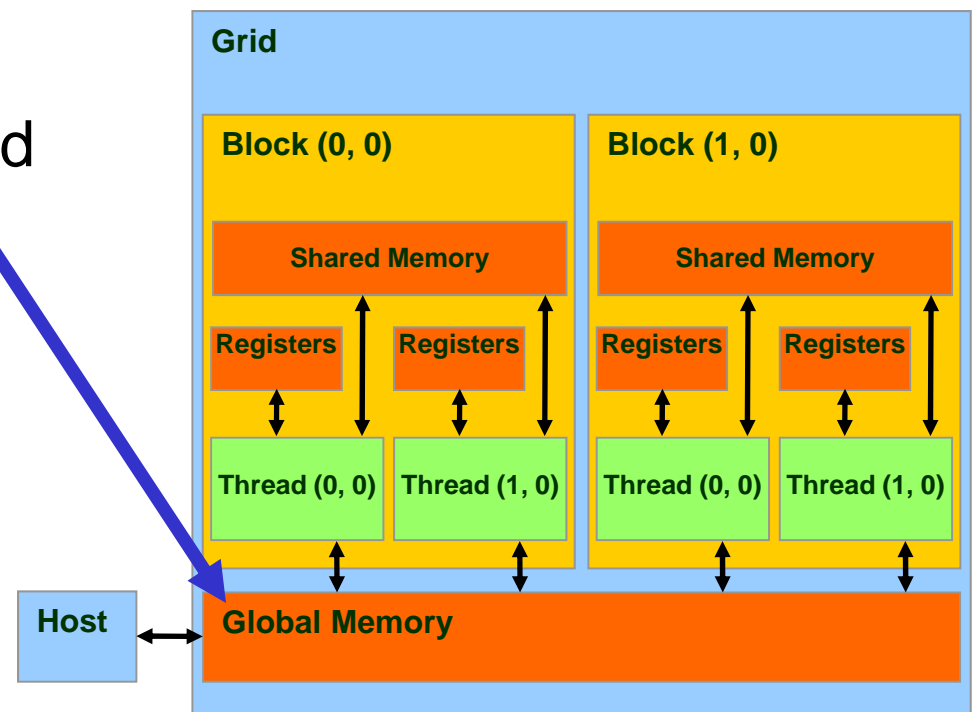 Grid
d
Block (0, 0)
Block (1, 0)
Shared Memory
Shared Memory
Registers
Registers
Registers
Registers
Thread (0, 0)
Thread (1, 0)
Thread (0, 0)
Thread (1, 0)
Host
Global Memory